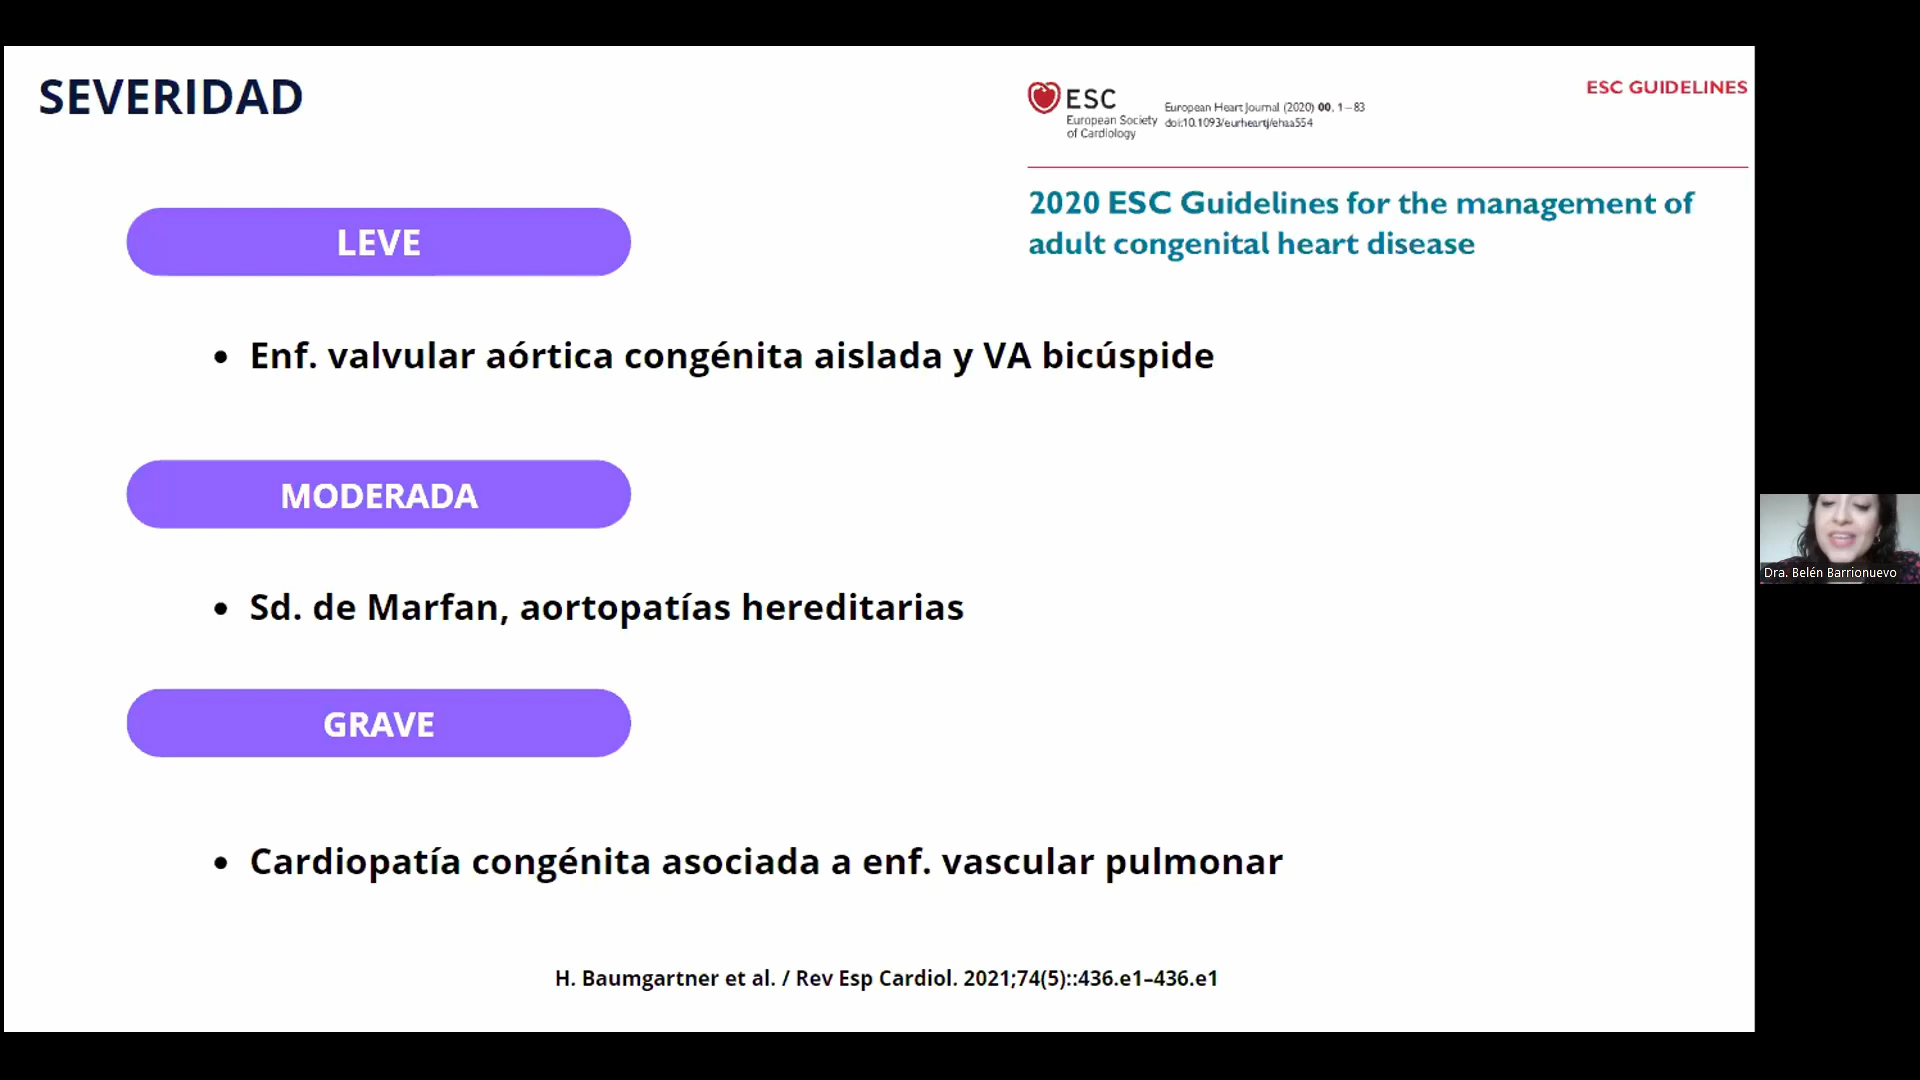 SEVERIDAD
ESC
European Society
of Cardiology
European Heart Journal (2020) 00, 1–83
doi:10.1093/eurheartj/ehaa554
ESC GUIDELINES
2020 ESC Guidelines for the management of
adult congenital heart disease
LEVE
• Enf. valvular aórtica congénita aislada y VA bicúspide
MODERADA
• Sd. de Marfan, aortopatías hereditarias
GRAVE
• Cardiopatía congénita asociada a enf. vascular pulmonar
H. Baumgartner et al. / Rev Esp Cardiol. 2021;74(5)::436.e1–436.e1
Dra. Belén Barrionuevo